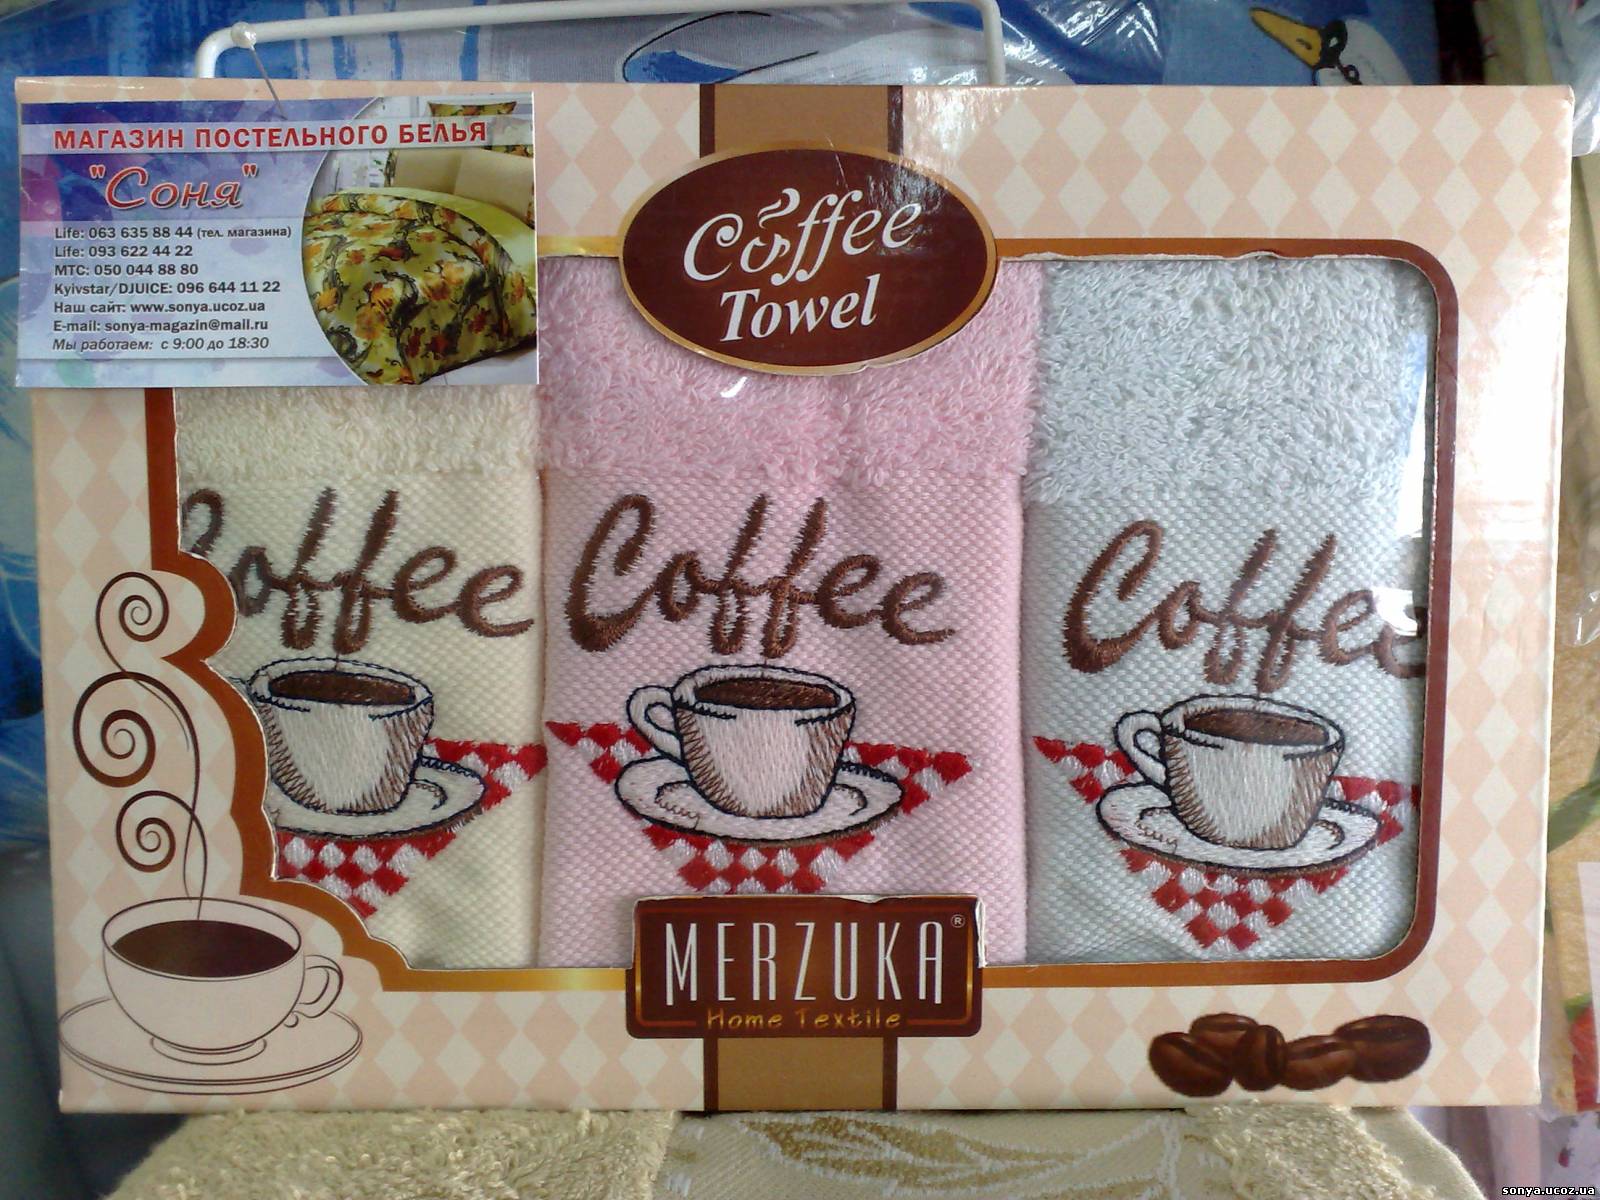 МАГАЗИН ПОСТЕЛЬНОГО БЕЛЬЯ
"Соня"
Life: 063 635 88 44 (тел. магазина)
Life: 093 622 44 22
МТС: 050 044 88 80
Kyivstar/DJUICE: 096 644 11 22
Наш сайт: www.sonya.ucoz.ua
E-mail: sonya-magazin@mail.ru
Мы работаем: с 9:00 до 18:30
Coffee
Towel
Coffee
Coffee
Coffee
MERZUKA®
Home Textile
sonya.ucoz.ua